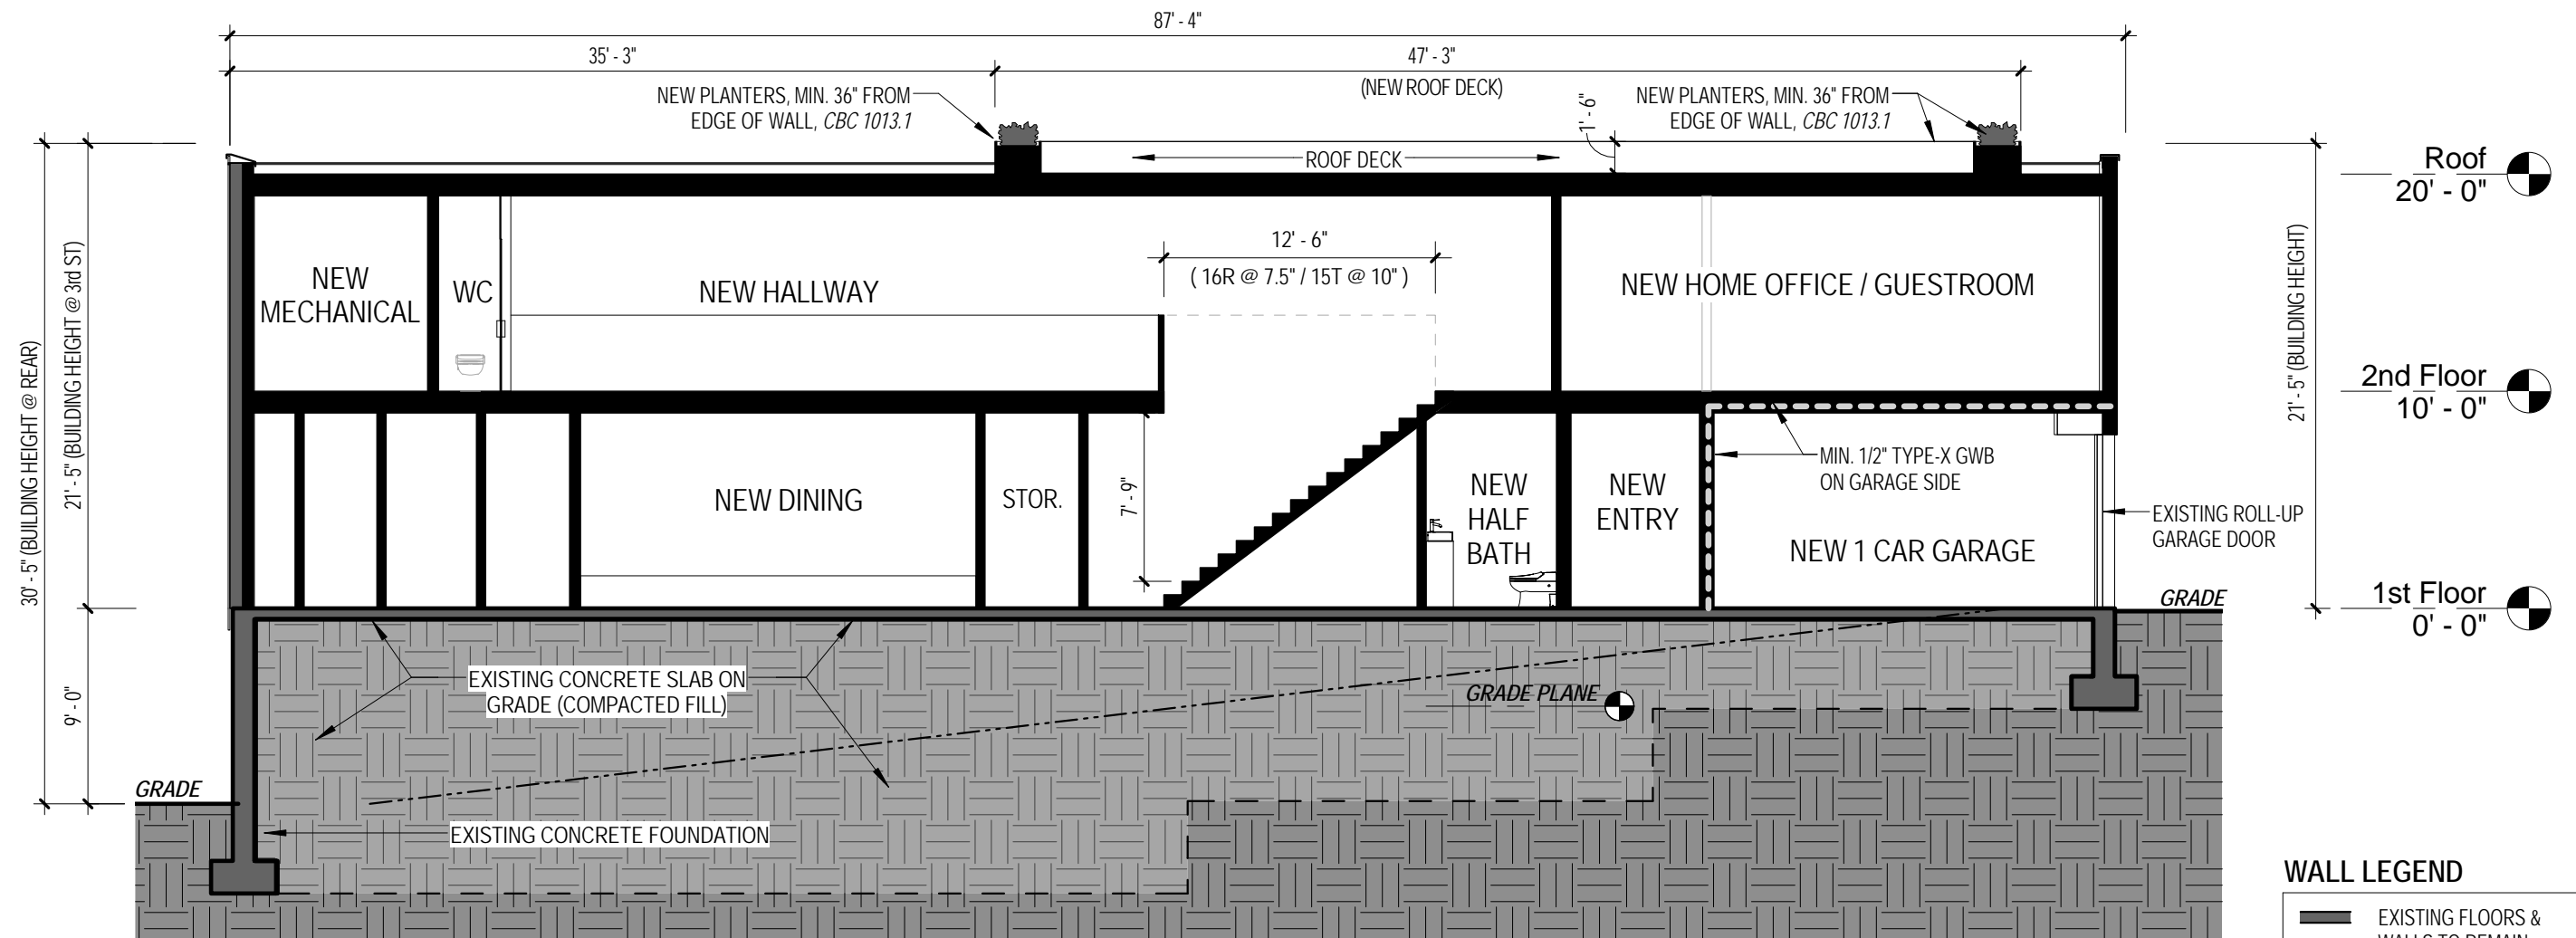 87' - 4"
35' - 3"
47' - 3"
(NEW ROOF DECK)
NEW PLANTERS, MIN. 36" FROM
EDGE OF WALL, CBC 1013.1
1' - 6"
NEW PLANTERS, MIN. 36" FROM
EDGE OF WALL, CBC 1013.1
ROOF DECK
Roof
20' - 0"
30' - 5" (BUILDING HEIGHT @ REAR)
21' - 5" (BUILDING HEIGHT @ 3rd ST)
NEW
MECHANICAL
WC
NEW HALLWAY
12' - 6"
( 16R @ 7.5" / 15T @ 10" )
NEW HOME OFFICE / GUESTROOM
21' - 5" (BUILDING HEIGHT)
2nd Floor
10' - 0"
NEW DINING
STOR.
7' - 9"
NEW
HALF
BATH
NEW
ENTRY
MIN. 1/2" TYPE-X GWB
ON GARAGE SIDE
NEW 1 CAR GARAGE
EXISTING ROLL-UP
GARAGE DOOR
GRADE
1st Floor
0' - 0"
9' - 0"
EXISTING CONCRETE SLAB ON
GRADE (COMPACTED FILL)
GRADE PLANE
GRADE
EXISTING CONCRETE FOUNDATION
WALL LEGEND
EXISTING FLOORS &
WALLS TO REMAIN